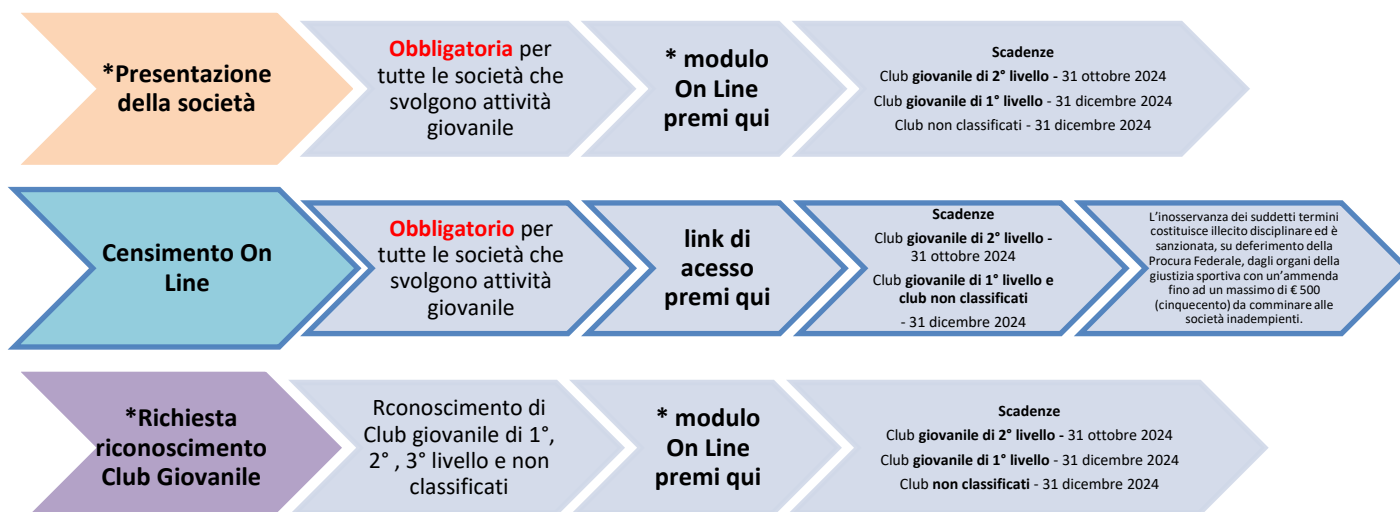 *Presentazione
della società
Obbligatoria per
tutte le società che
svolgono attività
giovanile
* modulo
On Line
premi qui
Scadenze
Club giovanile di 2° livello - 31 ottobre 2024
Club giovanile di 1° livello - 31 dicembre 2024
Club non classificati - 31 dicembre 2024
Censimento On
Line
Obbligatorio per
tutte le società che
svolgono attività
giovanile
link di
acesso
premi qui
Scadenze
Club giovanile di 2° livello -
31 ottobre 2024
Club giovanile di 1° livello e
club non classificati
- 31 dicembre 2024
L'inosservanza dei suddetti termini
costituisce illecito disciplinare ed è
sanzionata, su deferimento della
Procura Federale, dagli organi della
giustizia sportiva con un'ammenda
fino ad un massimo di € 500
(cinquecento) da comminare alle
società inadempienti.
*Richiesta
riconoscimento
Club Giovanile
Rconoscimento di
Club giovanile di 1°,
2° , 3° livello e non
classificati
* modulo
On Line
premi qui
Scadenze
Club giovanile di 2° livello - 31 ottobre 2024
Club giovanile di 1° livello - 31 dicembre 2024
Club non classificati - 31 dicembre 2024